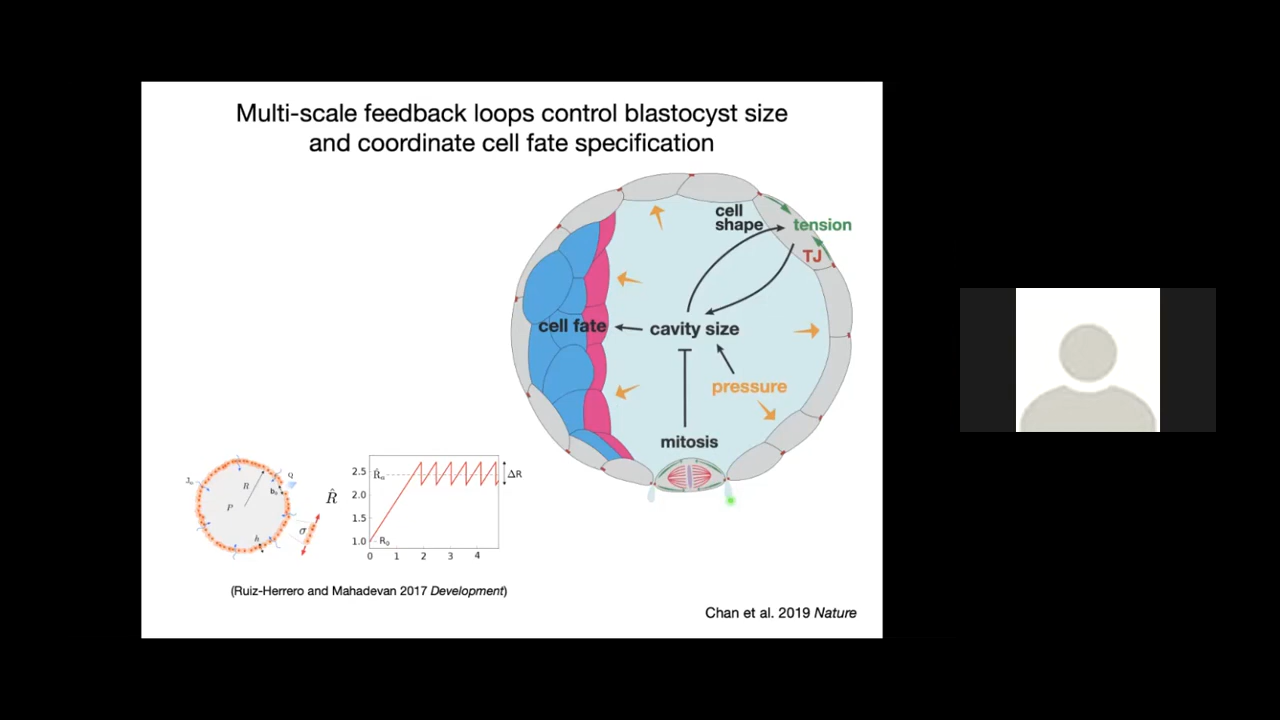 Multi-scale feedback loops control blastocyst size
and coordinate cell fate specification
cell
shape
tension
TJ
cell fate
cavity size
pressure
mitosis
R
P
Q
h
σ
R̂
2.5
2.0
1.5
1.0
R₀
ΔR
0 1 2 3 4
(Ruiz-Herrero and Mahadevan 2017 Development)
Chan et al. 2019 Nature